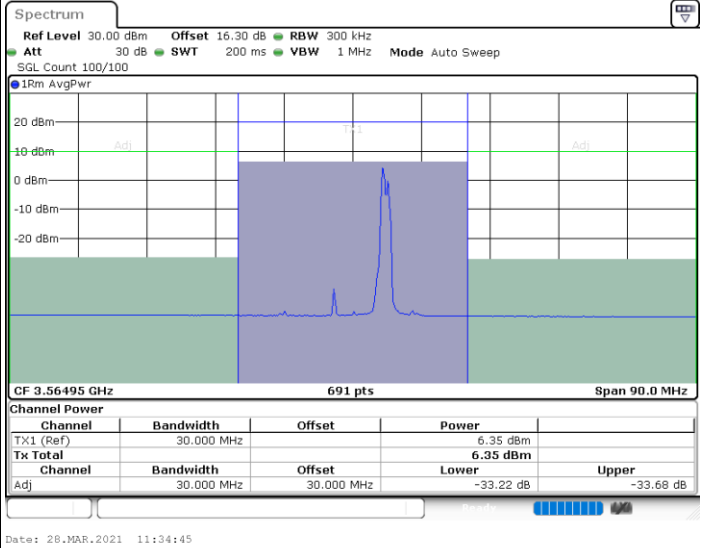 Spectrum
Ref Level 30.00 dBm Offset 16.30 dB RBW 300 kHz
Att 30 dB SWT 200 ms VBW 1 MHz Mode Auto Sweep
SGL Count 100/100
1Rm AvgPwr
20 dBm
TX1
Adj Adj
10 dBm
0 dBm
-10 dBm
-20 dBm
CF 3.56495 GHz 691 pts Span 90.0 MHz
Channel Power
Channel Bandwidth Offset Power
TX1 (Ref) 30.000 MHz 6.35 dBm
Tx Total 6.35 dBm
Channel Bandwidth Offset Lower Upper
Adj 30.000 MHz 30.000 MHz -33.22 dB -33.68 dB
Ready
Date: 28.MAR.2021 11:34:45